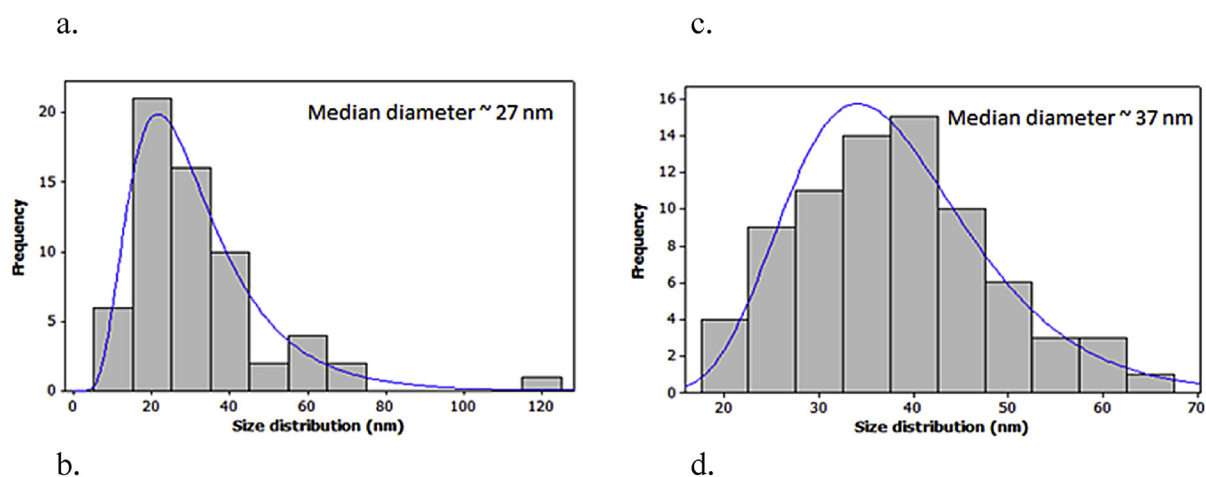 a.
c.
Median diameter ~ 27 nm
20
15
10
5
0
Frequency
0 20 40 60 80 100 120
Size distribution (nm)
Median diameter ~ 37 nm
16
14
12
10
8
6
4
2
0
Frequency
20 30 40 50 60 70
Size distribution (nm)
b.
d.